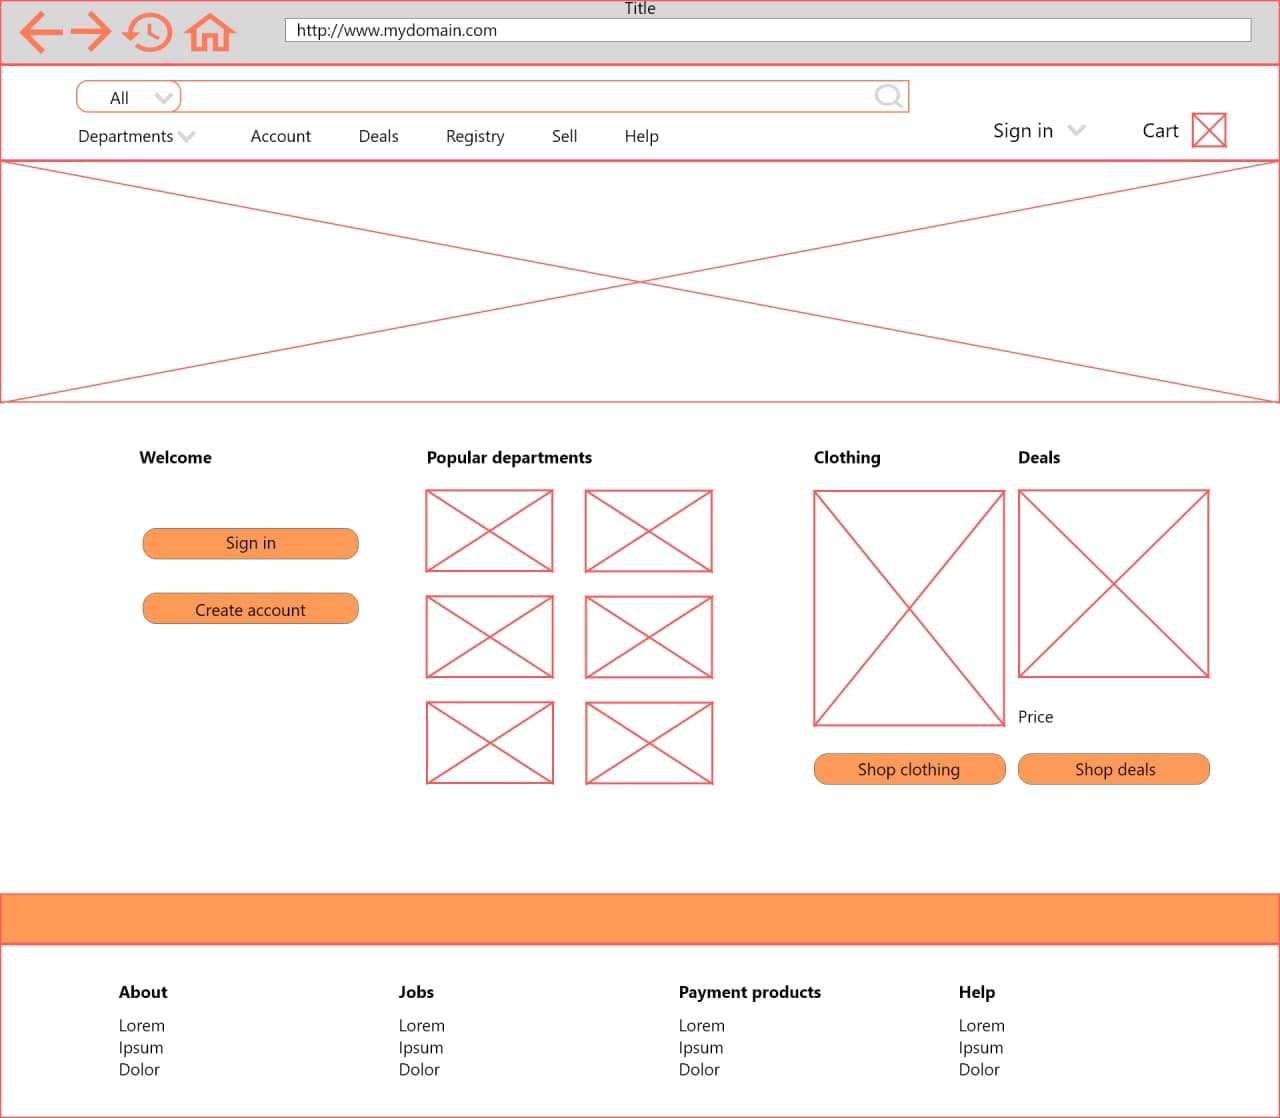 Title
http://www.mydomain.com
All
Departments Account Deals Registry Sell Help
Sign in Cart
Welcome
Sign in
Create account
Popular departments
Clothing
Shop clothing
Deals
Price
Shop deals
About
Lorem
Ipsum
Dolor
Jobs
Lorem
Ipsum
Dolor
Payment products
Lorem
Ipsum
Dolor
Help
Lorem
Ipsum
Dolor